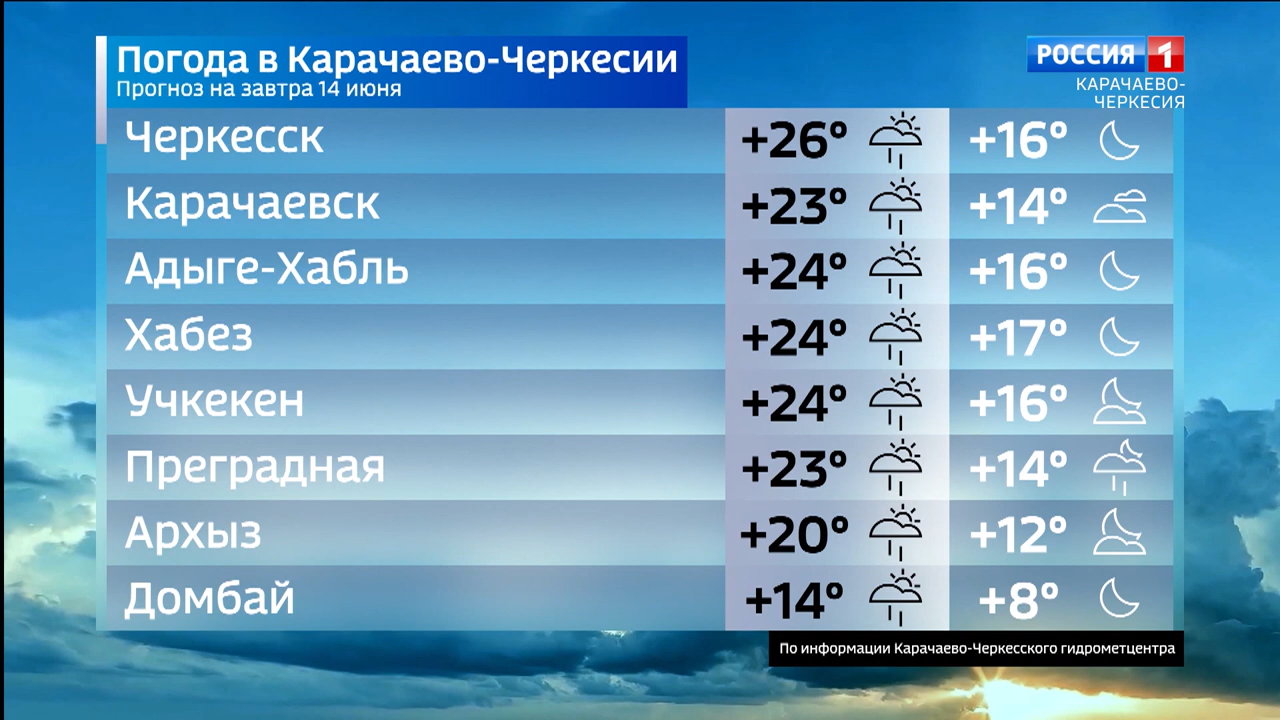 Погода в Карачаево-Черкесии
Прогноз на завтра 14 июня
РОССИЯ 1
КАРАЧАЕВО-
ЧЕРКЕСИЯ
Черкесск +26° +16°
Карачаевск +23° +14°
Адыге-Хабль +24° +16°
Хабез +24° +17°
Учкекен +24° +16°
Преградная +23° +14°
Архыз +20° +12°
Домбай +14° +8°
По информации Карачаево-Черкесского гидрометцентра